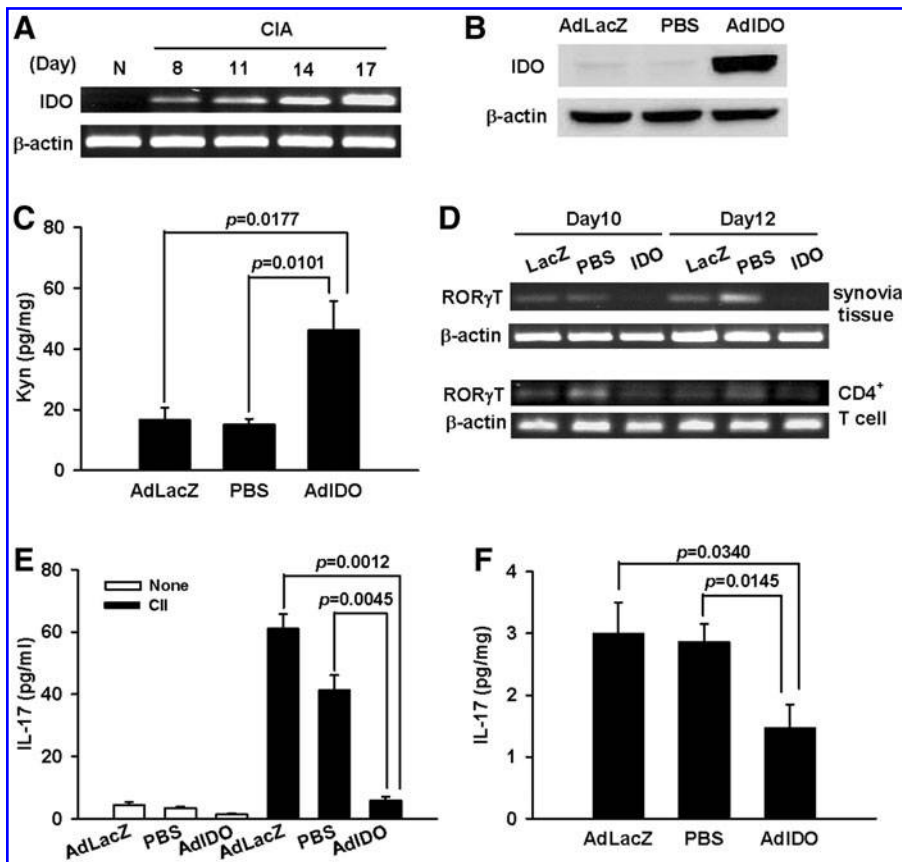 A
CIA
(Day) N 8 11 14 17
IDO
β-actin
B
AdLacZ PBS AdIDO
IDO
β-actin
C
Kyn (pg/mg)
80
60
40
20
0
p=0.0177
p=0.0101
AdLacZ PBS AdIDO
D
Day10 Day12
LacZ PBS IDO LacZ PBS IDO
RORγT synovia
tissue
β-actin
RORγT CD4+
β-actin T cell
E
IL-17 (pg/ml)
80
60
40
20
0
None
CII
p=0.0012
p=0.0045
AdLacZ PBS AdIDO AdLacZ PBS AdIDO
F
IL-17 (pg/mg)
4
3
2
1
0
p=0.0340
p=0.0145
AdLacZ PBS AdIDO